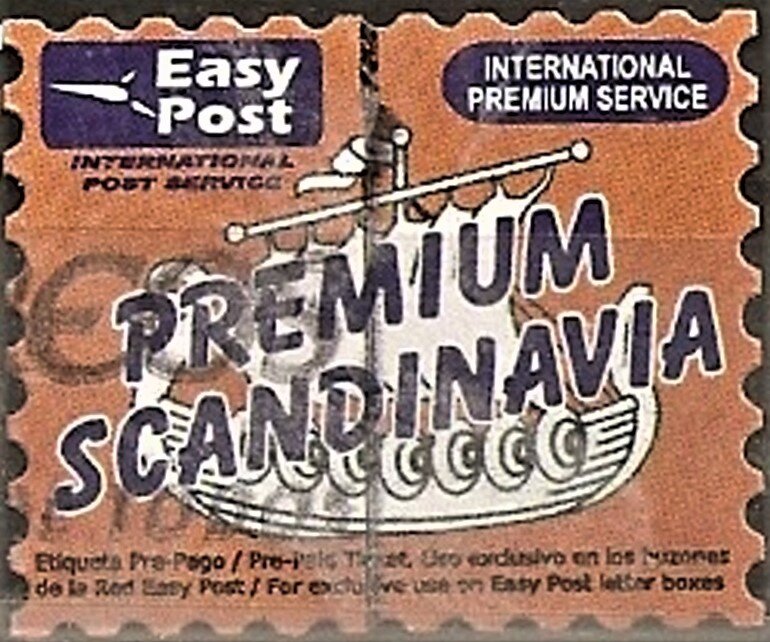 Easy
Post
INTERNATIONAL
POST SERVICE
INTERNATIONAL
PREMIUM SERVICE
PREMIUM
SCANDINAVIA
Etiqueta Pre-Pago / Pre-Paid Ticket. Uso exclusivo en los buzones
de la Red Easy Post / For exclusive use on Easy Post letter boxes